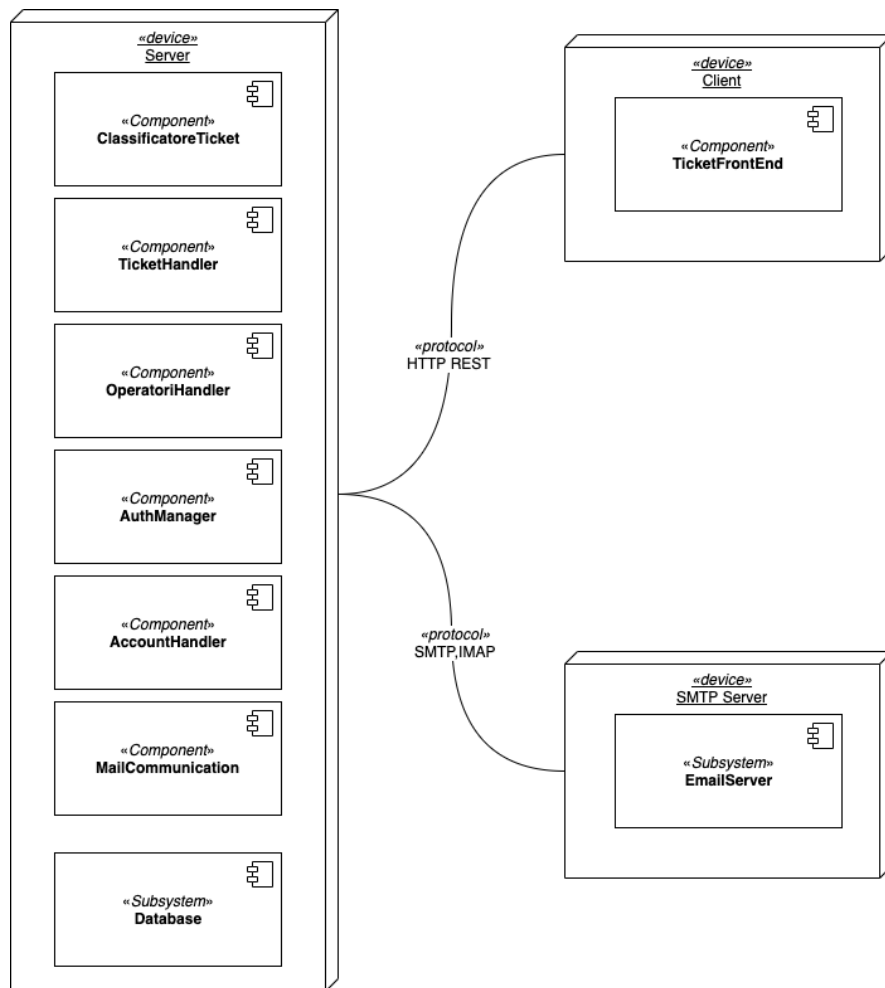 «device»
Server
«Component»
ClassificatoreTicket
«Component»
TicketHandler
«Component»
OperatoriHandler
«Component»
AuthManager
«Component»
AccountHandler
«Component»
MailCommunication
«Subsystem»
Database
«protocol»
HTTP REST
«protocol»
SMTP,IMAP
«device»
Client
«Component»
TicketFrontEnd
«device»
SMTP Server
«Subsystem»
EmailServer